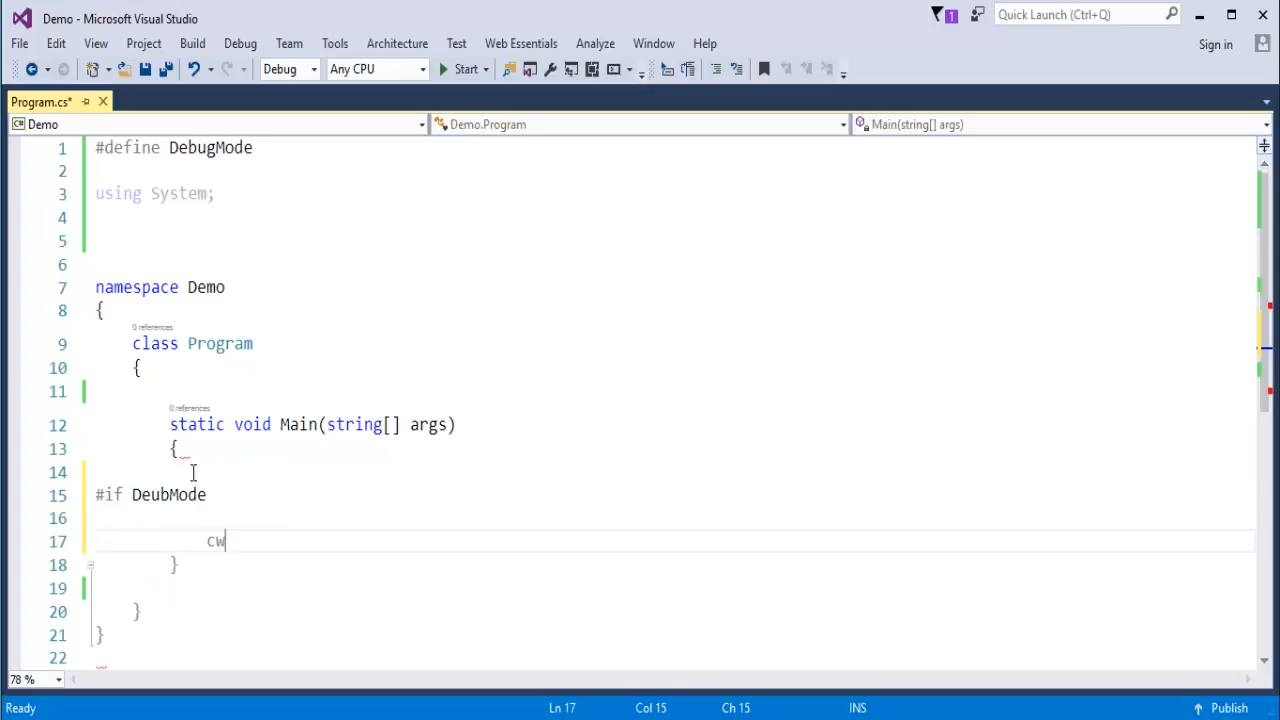 Demo - Microsoft Visual Studio
1
Quick Launch (Ctrl+Q)
File Edit View Project Build Debug Team Tools Architecture Test Web Essentials Analyze Window Help
Sign in
Debug Any CPU Start
Program.cs*
C# Demo
Demo.Program
Main(string[] args)
1 #define DebugMode
2
3 using System;
4
5
6
7 namespace Demo
8 {
0 references
9 class Program
10 {
11
0 references
12 static void Main(string[] args)
13 {
14
15 #if DeubMode
16
17 cw
18 }
19
20 }
21 }
22
78 %
Ready Ln 17 Col 15 Ch 15 INS Publish